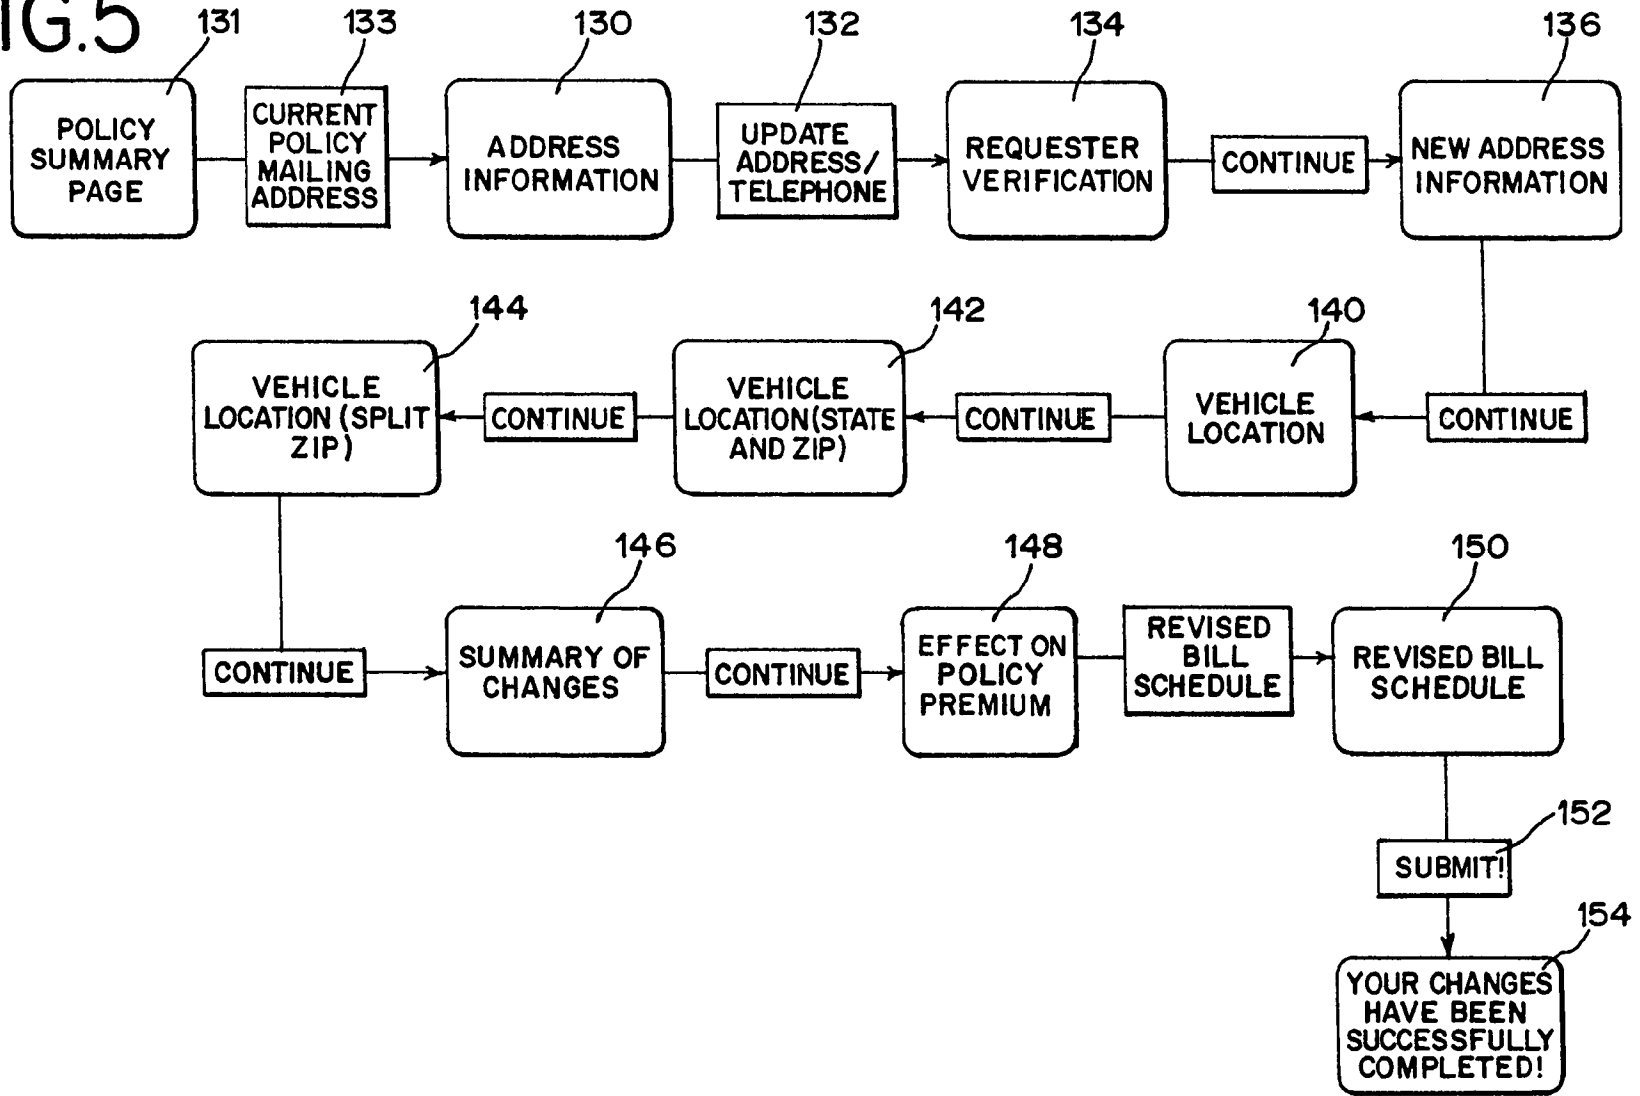 IG.5
131
133
130
132
134
136
POLICY
SUMMARY
PAGE
CURRENT
POLICY
MAILING
ADDRESS
ADDRESS
INFORMATION
UPDATE
ADDRESS/
TELEPHONE
REQUESTER
VERIFICATION
CONTINUE
NEW ADDRESS
INFORMATION
144
142
140
VEHICLE
LOCATION (SPLIT
ZIP)
CONTINUE
VEHICLE
LOCATION(STATE
AND ZIP)
CONTINUE
VEHICLE
LOCATION
CONTINUE
146
148
150
CONTINUE
SUMMARY OF
CHANGES
CONTINUE
EFFECT ON
POLICY
PREMIUM
REVISED
BILL
SCHEDULE
REVISED BILL
SCHEDULE
152
SUBMIT!
154
YOUR CHANGES
HAVE BEEN
SUCCESSFULLY
COMPLETED!